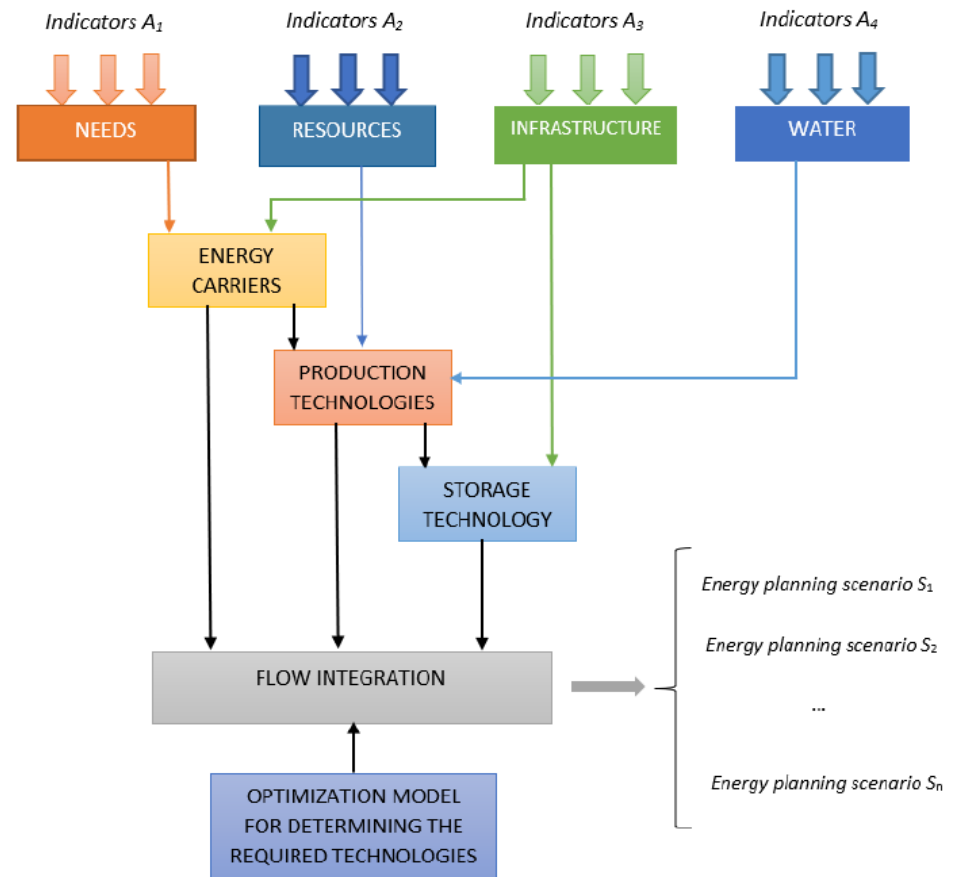 Indicators A₁
Indicators A₂
Indicators A₃
Indicators A₄
NEEDS
RESOURCES
INFRASTRUCTURE
WATER
ENERGY
CARRIERS
PRODUCTION
TECHNOLOGIES
STORAGE
TECHNOLOGY
Energy planning scenario S₁
Energy planning scenario S₂
...
Energy planning scenario Sₙ
FLOW INTEGRATION
OPTIMIZATION MODEL
FOR DETERMINING THE
REQUIRED TECHNOLOGIES